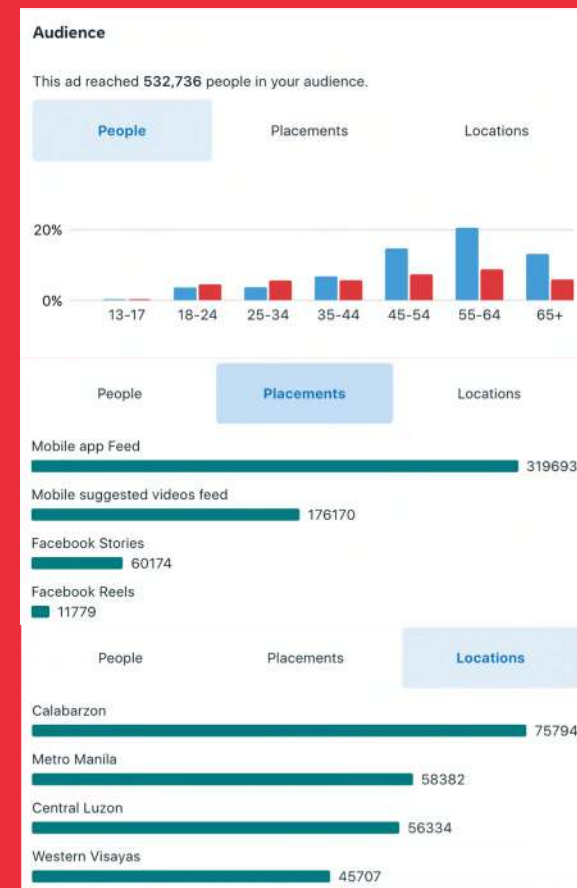 Audience
This ad reached 532,736 people in your audience.
People Placements Locations
20%
0%
13-17 18-24 25-34 35-44 45-54 55-64 65+
People Placements Locations
Mobile app Feed
319693
Mobile suggested videos feed
176170
Facebook Stories
60174
Facebook Reels
11779
People Placements Locations
Calabarzon
75794
Metro Manila
58382
Central Luzon
56334
Western Visayas
45707